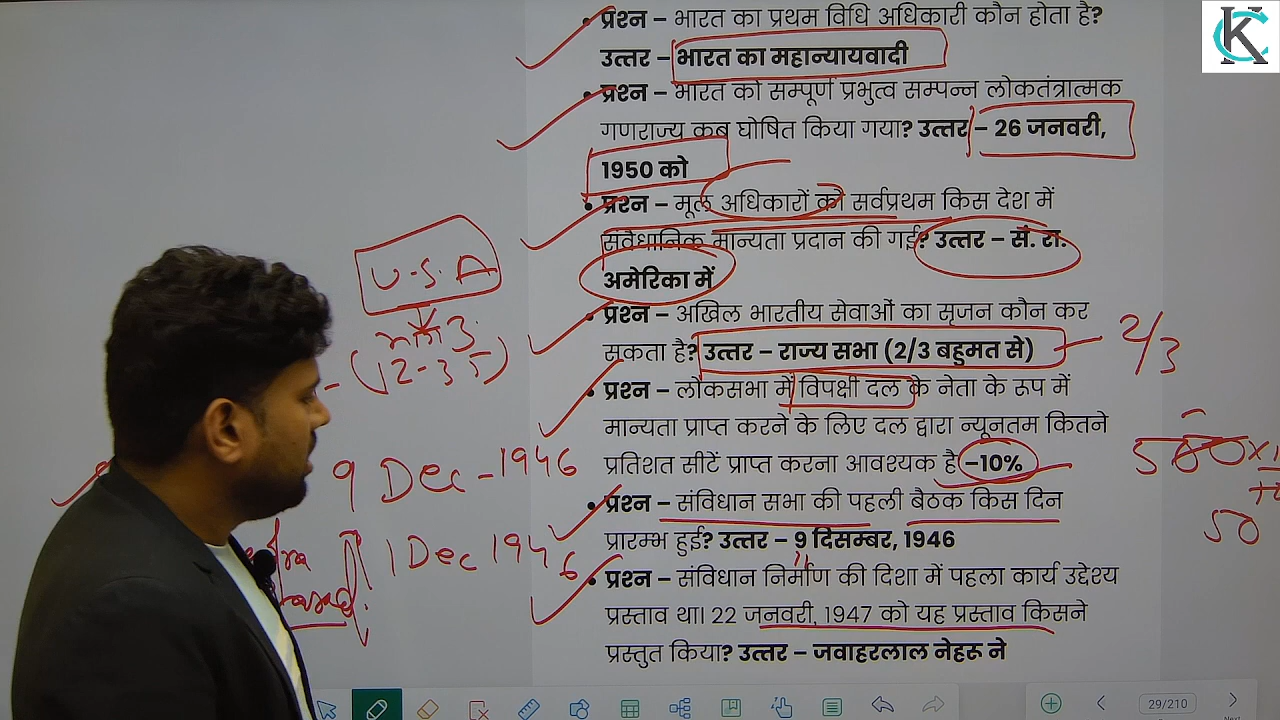 प्रश्न – भारत का प्रथम विधि अधिकारी कौन होता है?
उत्तर – भारत का महान्यायवादी
प्रश्न – भारत को सम्पूर्ण प्रभुत्व सम्पन्न लोकतंत्रात्मक
गणराज्य कब घोषित किया गया? उत्तर – 26 जनवरी,
1950 को
प्रश्न – मूल अधिकारों को सर्वप्रथम किस देश में
संवैधानिक मान्यता प्रदान की गई? उत्तर – सं. रा.
अमेरिका में
प्रश्न – अखिल भारतीय सेवाओं का सृजन कौन कर
सकता है? उत्तर – राज्य सभा (2/3 बहुमत से)
प्रश्न – लोकसभा में विपक्षी दल के नेता के रूप में
मान्यता प्राप्त करने के लिए दल द्वारा न्यूनतम कितने
प्रतिशत सीटें प्राप्त करना आवश्यक है –10%
प्रश्न – संविधान सभा की पहली बैठक किस दिन
प्रारम्भ हुई? उत्तर – 9 दिसम्बर, 1946
प्रश्न – संविधान निर्माण की दिशा में पहला कार्य उद्देश्य
प्रस्ताव था। 22 जनवरी, 1947 को यह प्रस्ताव किसने
प्रस्तुत किया? उत्तर – जवाहरलाल नेहरू ने
U.S.A
(12-35)
9 Dec - 1946
11 Dec 1946
2/3
50
KC
29/210
Next